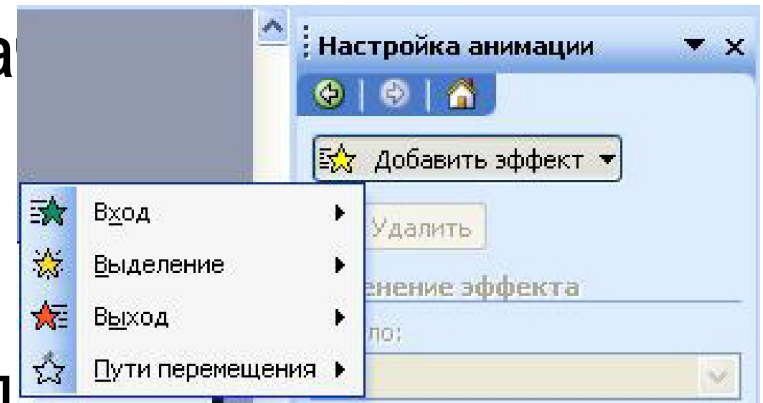 Настройка анимации
Добавить эффект
Вход
Удалить
Выделение
Выход
Пути перемещения